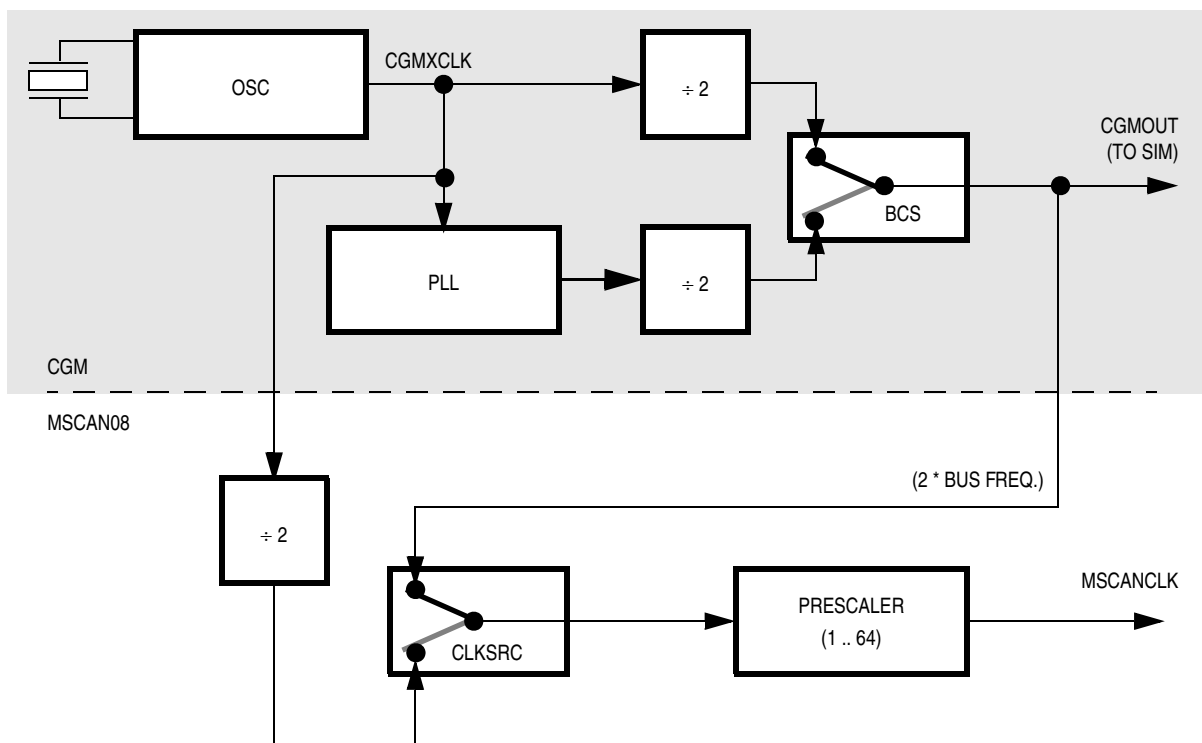 CGMXCLK
OSC
÷ 2
CGMOUT
(TO SIM)
BCS
PLL
÷ 2
CGM
MSCAN08
(2 * BUS FREQ.)
÷ 2
MSCANCLK
PRESCALER
(1 .. 64)
CLKSRC